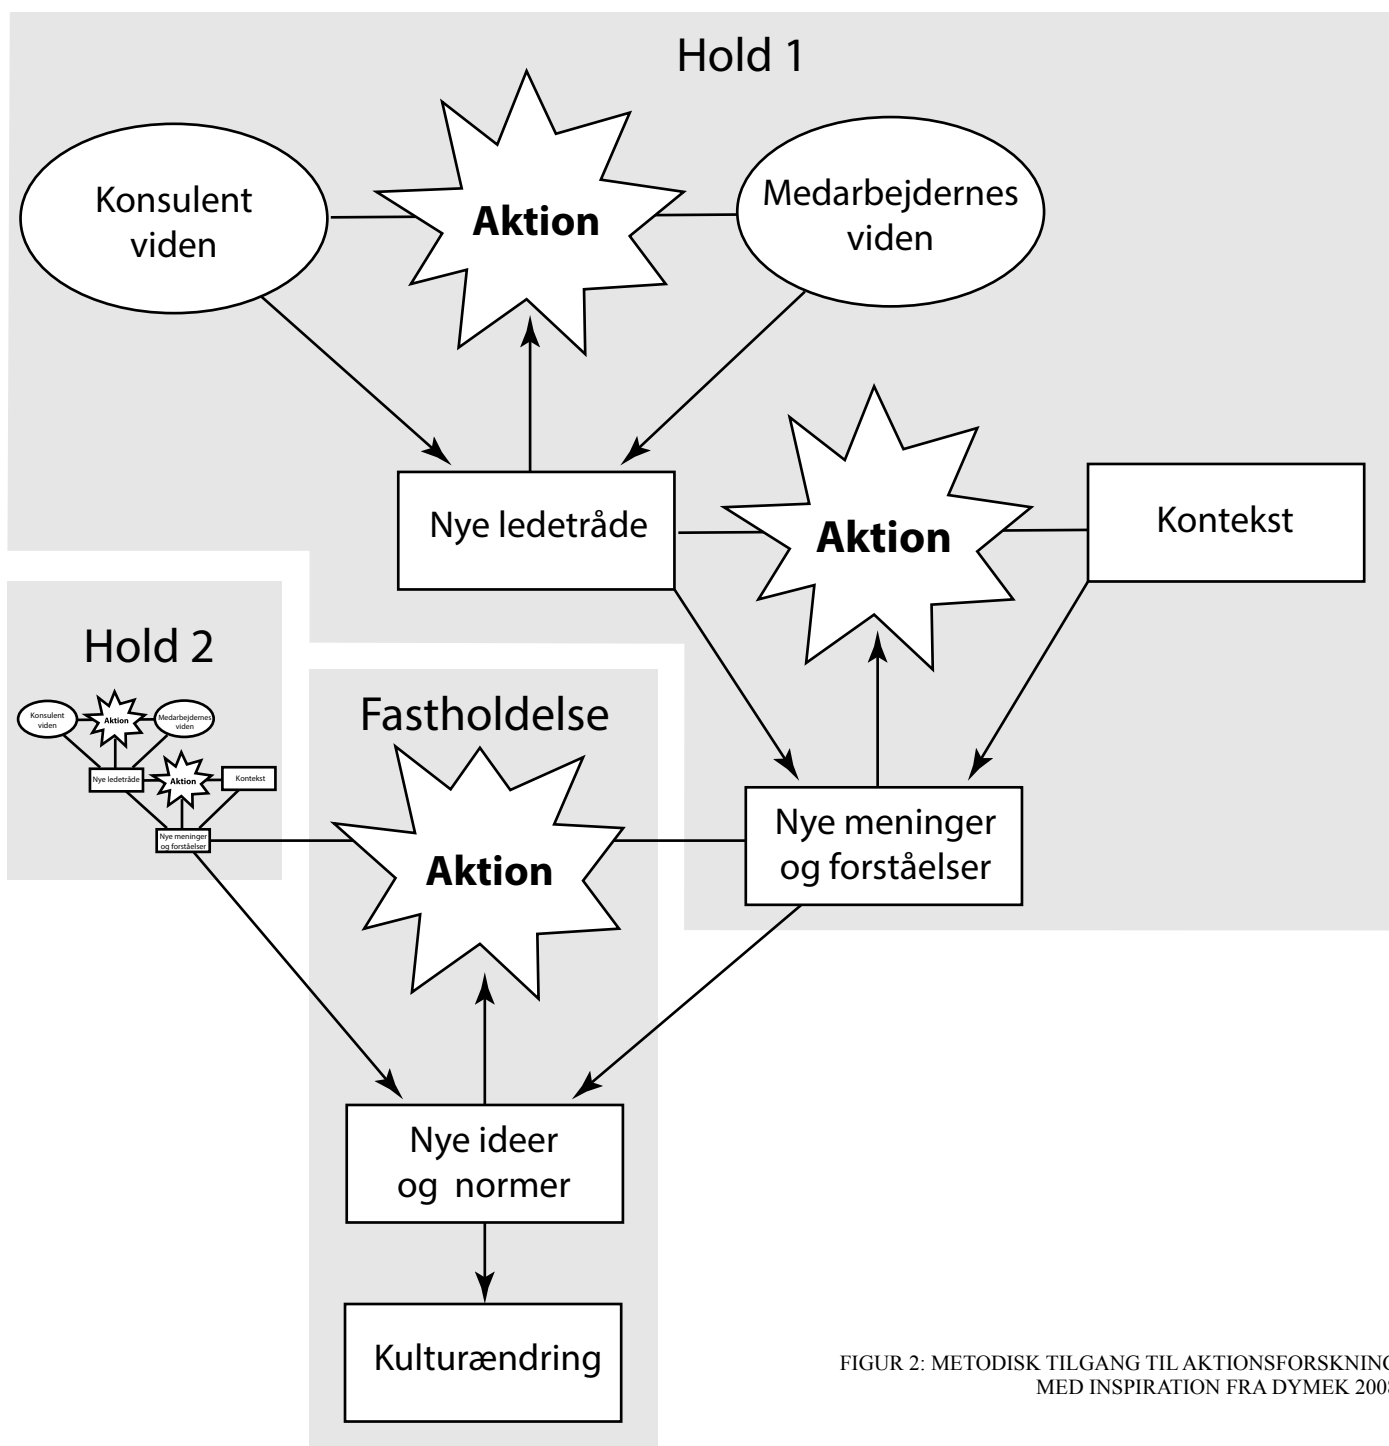 Hold 1
Konsulent
viden
Aktion
Medarbejdernes
viden
Nye ledetråde
Aktion
Kontekst
Hold 2
Konsulent
viden
Aktion
Medarbejdernes
viden
Nye ledetråde
Aktion
Kontekst
Nye meninger
og forståelser
Fastholdelse
Aktion
Nye meninger
og forståelser
Nye ideer
og normer
Kulturændring
FIGUR 2: METODISK TILGANG TIL AKTIONSFORSKNING
MED INSPIRATION FRA DYMEK 2008